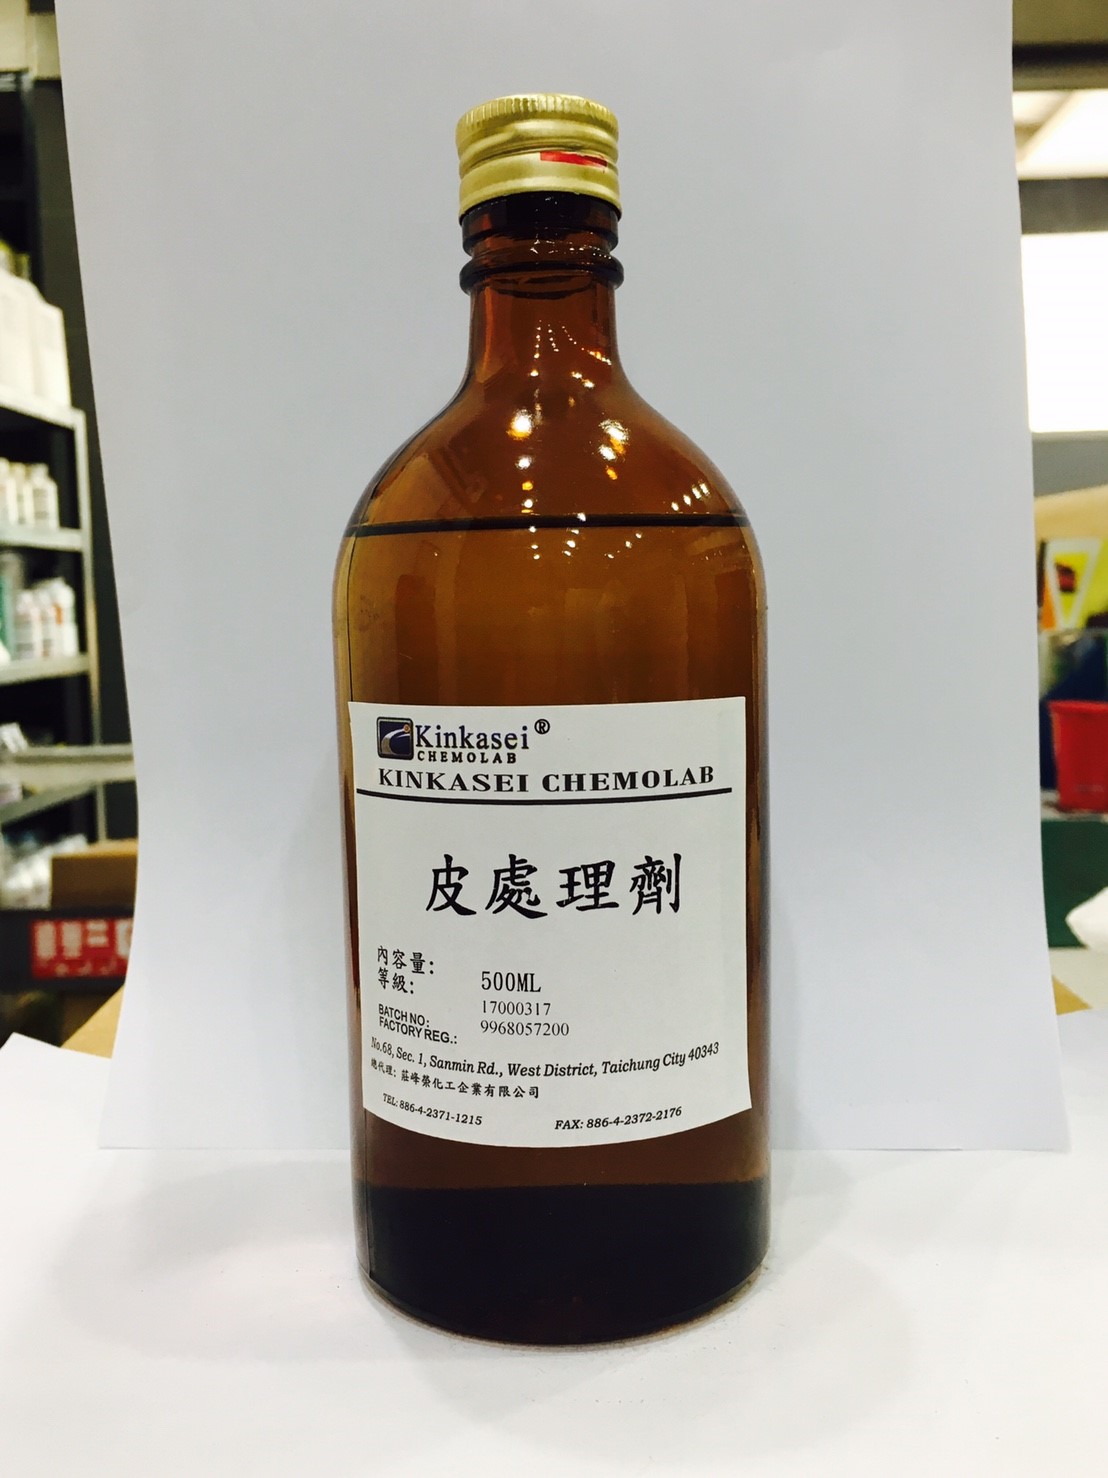 Kinkasei®
CHEMOLAB
KINKASEI CHEMOLAB
皮處理劑
內容量: 500ML
等級:
BATCH NO: 17000317
FACTORY REG.: 9968057200
No.68, Sec. 1, Sanmin Rd., West District, Taichung City 40343
總代理: 莊峰榮化工企業有限公司
TEL: 886-4-2371-1215 FAX: 886-4-2372-2176